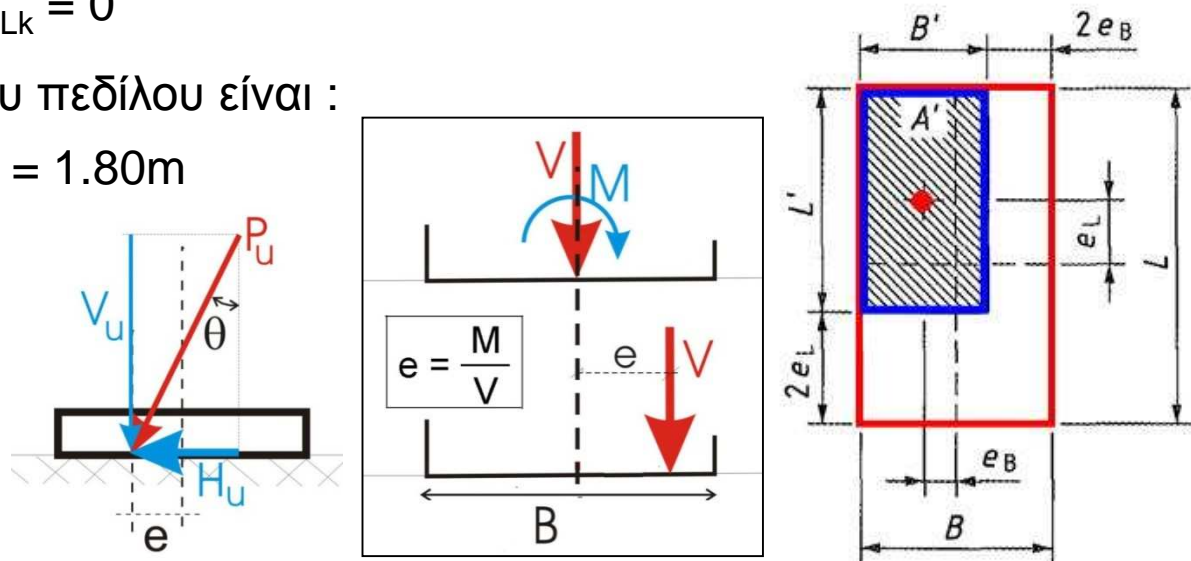 Lk = 0
υ πεδίλου είναι :
= 1.80m
Vu
Pu
θ
Hu
e
V
M
e = M / V
e
V
B
B'
2eB
A'
L'
eL
L
2eL
eB
B